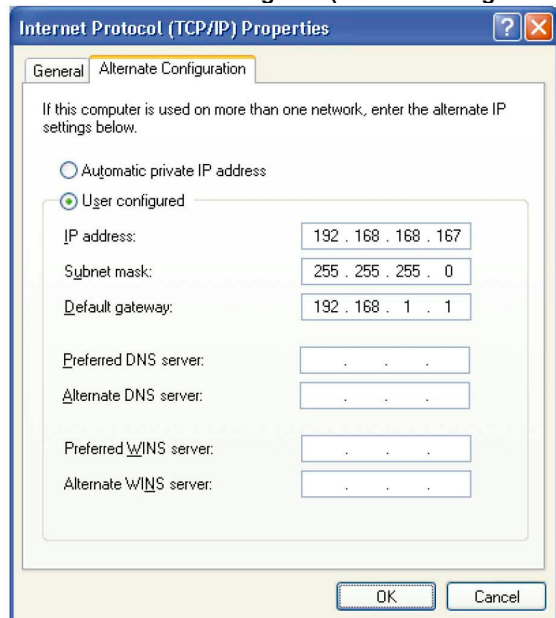 Internet Protocol (TCP/IP) Properties
General Alternate Configuration
If this computer is used on more than one network, enter the alternate IP
settings below.
Automatic private IP address
User configured
IP address: 192 . 168 . 168 . 167
Subnet mask: 255 . 255 . 255 . 0
Default gateway: 192 . 168 . 1 . 1
Preferred DNS server: . . .
Alternate DNS server: . . .
Preferred WINS server: . . .
Alternate WINS server: . . .
OK Cancel